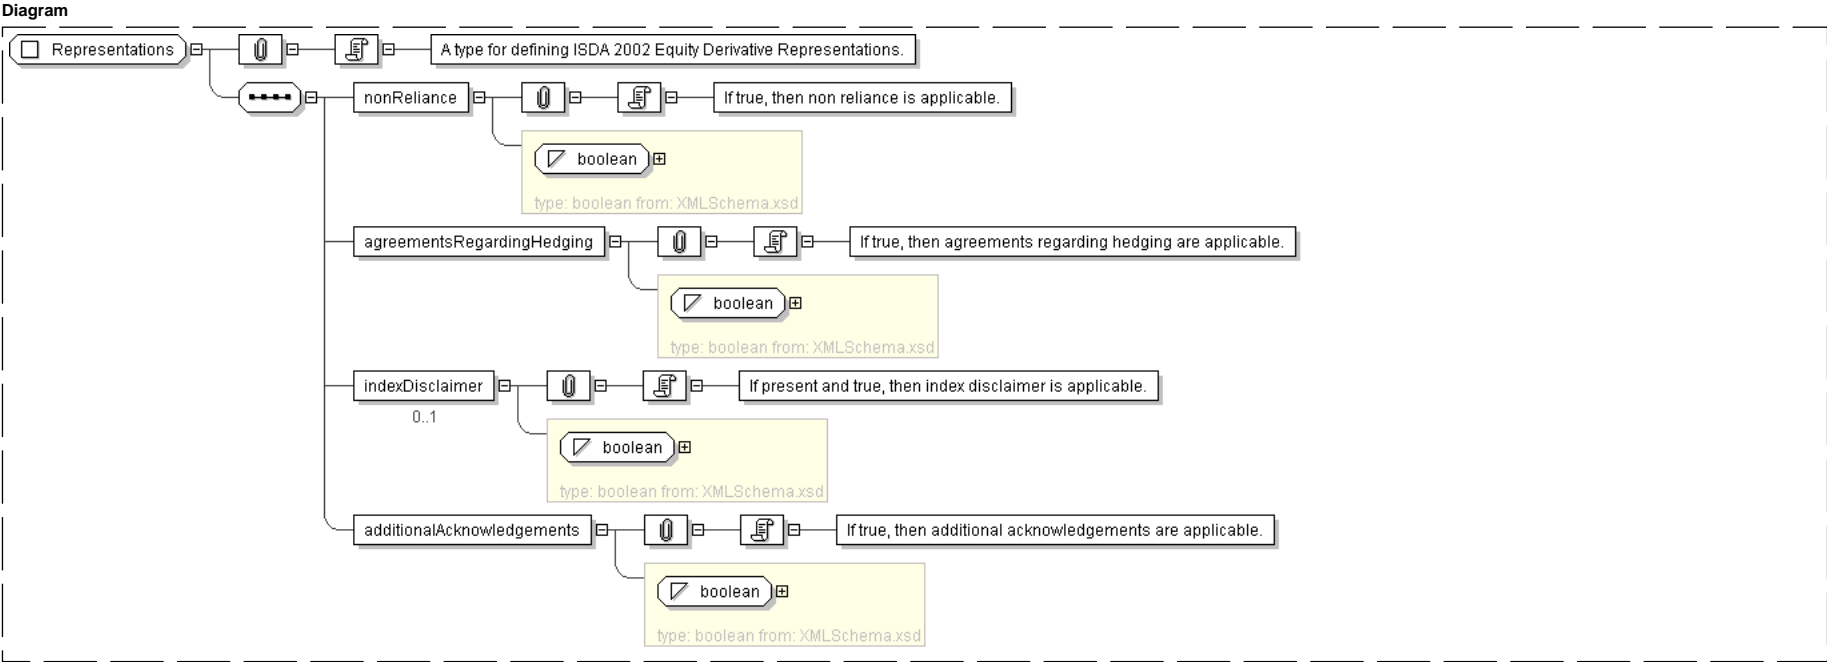 Diagram
Representations
A type for defining ISDA 2002 Equity Derivative Representations.
nonReliance
If true, then non reliance is applicable.
boolean
type: boolean from: XMLSchema.xsd
agreementsRegardingHedging
If true, then agreements regarding hedging are applicable.
boolean
type: boolean from: XMLSchema.xsd
indexDisclaimer
If present and true, then index disclaimer is applicable.
0..1
boolean
type: boolean from: XMLSchema.xsd
additionalAcknowledgements
If true, then additional acknowledgements are applicable.
boolean
type: boolean from: XMLSchema.xsd